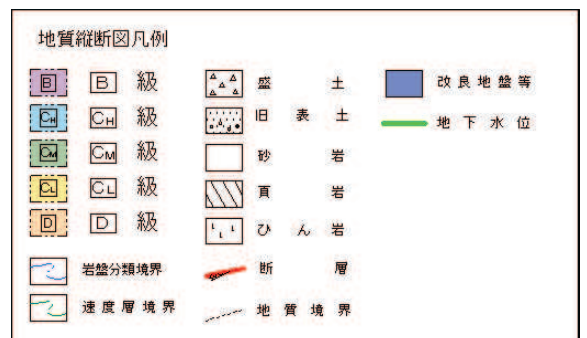 地質縦断図凡例
B B 級
CH CH 級
CM CM 級
CL CL 級
D D 級
岩盤分類境界
速度層境界
盛土
旧表土
砂岩
頁岩
ひん岩
断層
地質境界
改良地盤等
地下水位